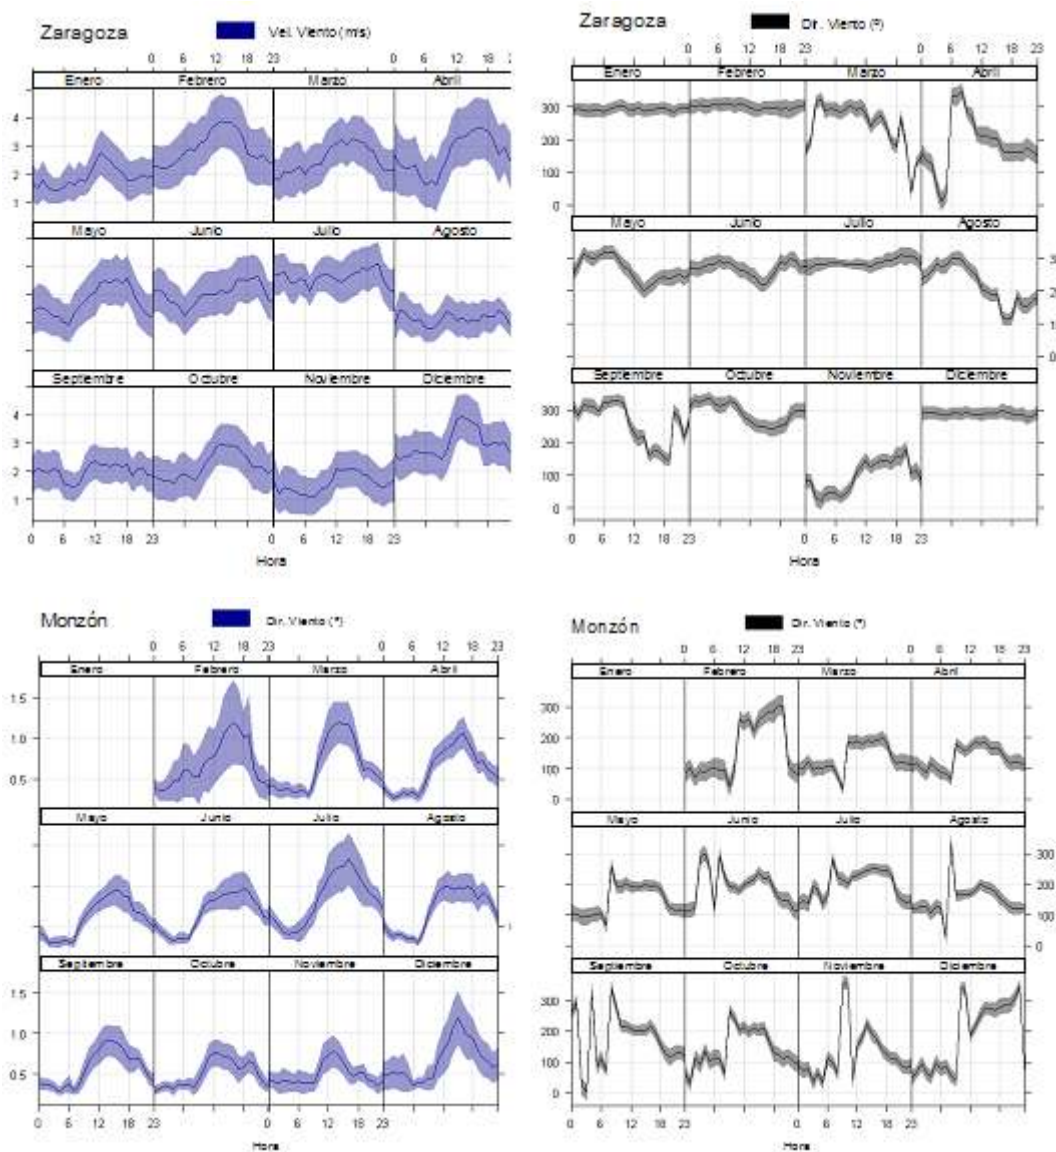 Zaragoza
Vel. Viento (m/s)
0 6 12 18 23 0 6 12 18 2
Enero Febrero Marzo Abril
4
3
2
1
Mayo Junio Julio Agosto
Septiembre Octubre Noviembre Diciembre
4
3
2
1
0 6 12 18 23 0 6 12 18 23
Hora
Zaragoza
Dir. Viento (º)
0 6 12 18 23 0 6 12 18 23
Enero Febrero Marzo Abril
300
200
100
0
Mayo Junio Julio Agosto
3
2
1
0
Septiembre Octubre Noviembre Diciembre
300
200
100
0
0 6 12 18 23 0 6 12 18 23
Hora
Monzón
Dir. Viento (º)
0 6 12 18 23 0 6 12 18 23
Enero Febrero Marzo Abril
1.5
1.0
0.5
Mayo Junio Julio Agosto
Septiembre Octubre Noviembre Diciembre
1.5
1.0
0.5
0 6 12 18 23 0 6 12 18 23
Hora
Monzón
Dir. Viento (º)
0 6 12 18 23 0 6 12 18 23
Enero Febrero Marzo Abril
300
200
100
0
Mayo Junio Julio Agosto
300
200
100
0
Septiembre Octubre Noviembre Diciembre
300
200
100
0
0 6 12 18 23 0 6 12 18 23
Hora